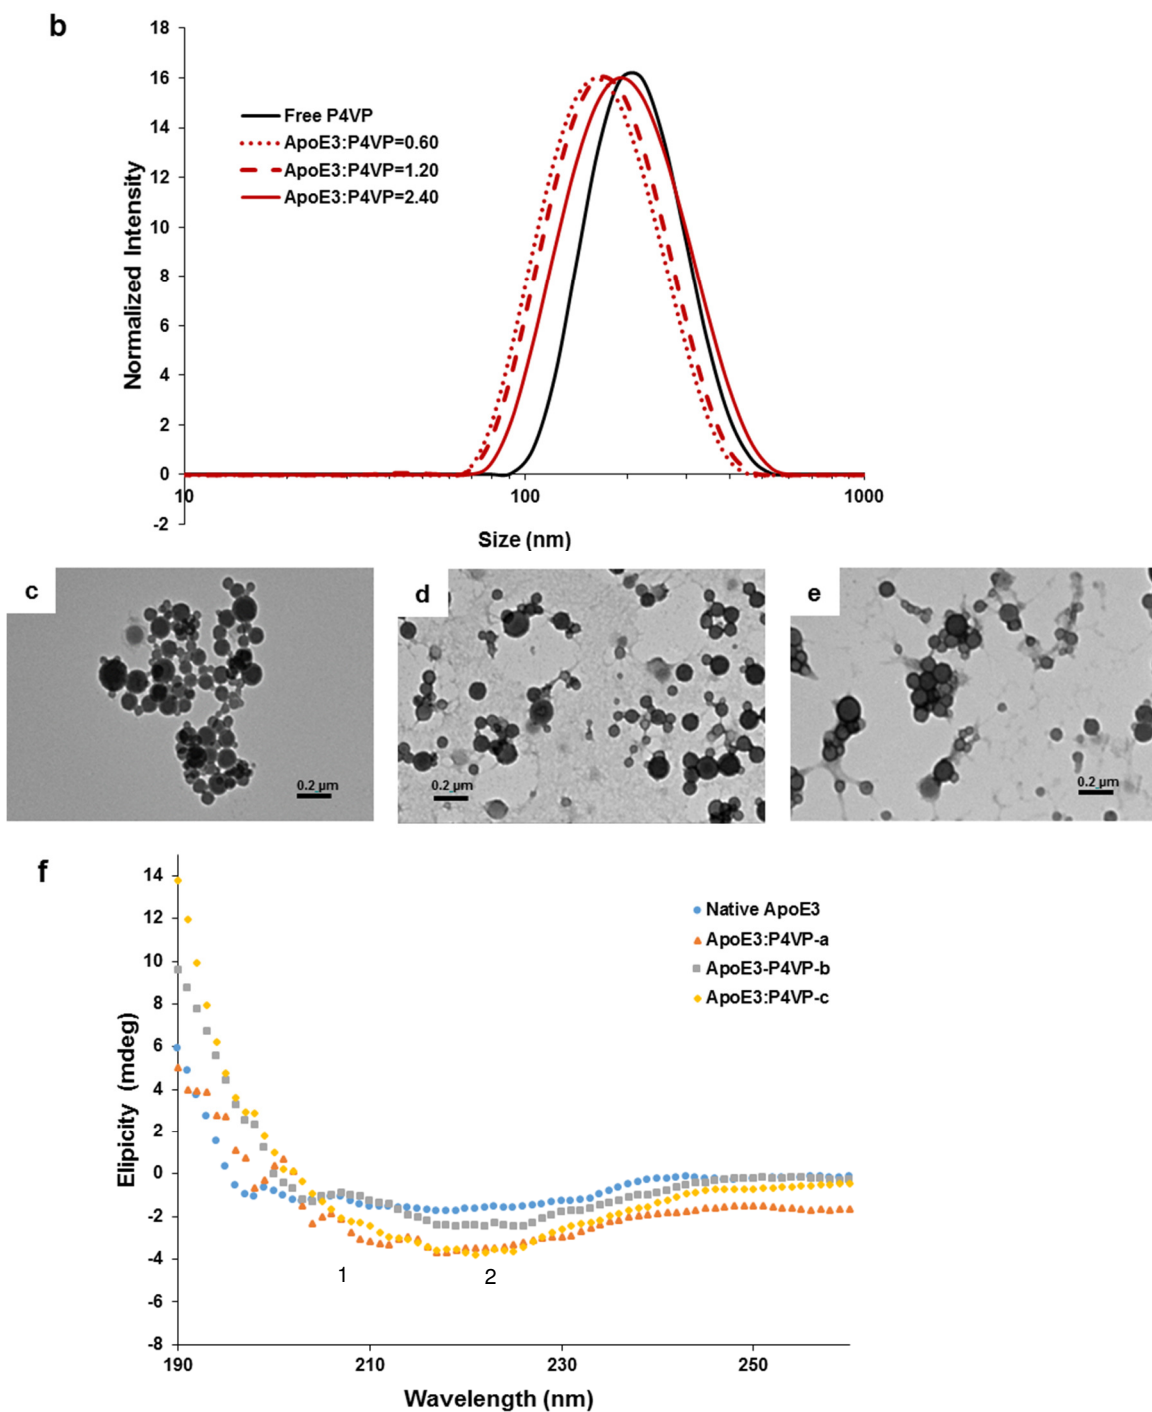 b
18
16
14
12
10
8
6
4
2
0
-2
Normalized Intensity
Free P4VP
ApoE3:P4VP=0.60
ApoE3:P4VP=1.20
ApoE3:P4VP=2.40
10
100
1000
Size (nm)
c
0.2 µm
d
0.2 µm
e
0.2 µm
f
14
12
10
8
6
4
2
0
-2
-4
-6
-8
Elipicity (mdeg)
Native ApoE3
ApoE3:P4VP-a
ApoE3-P4VP-b
ApoE3:P4VP-c
1
2
190
210
230
250
Wavelength (nm)